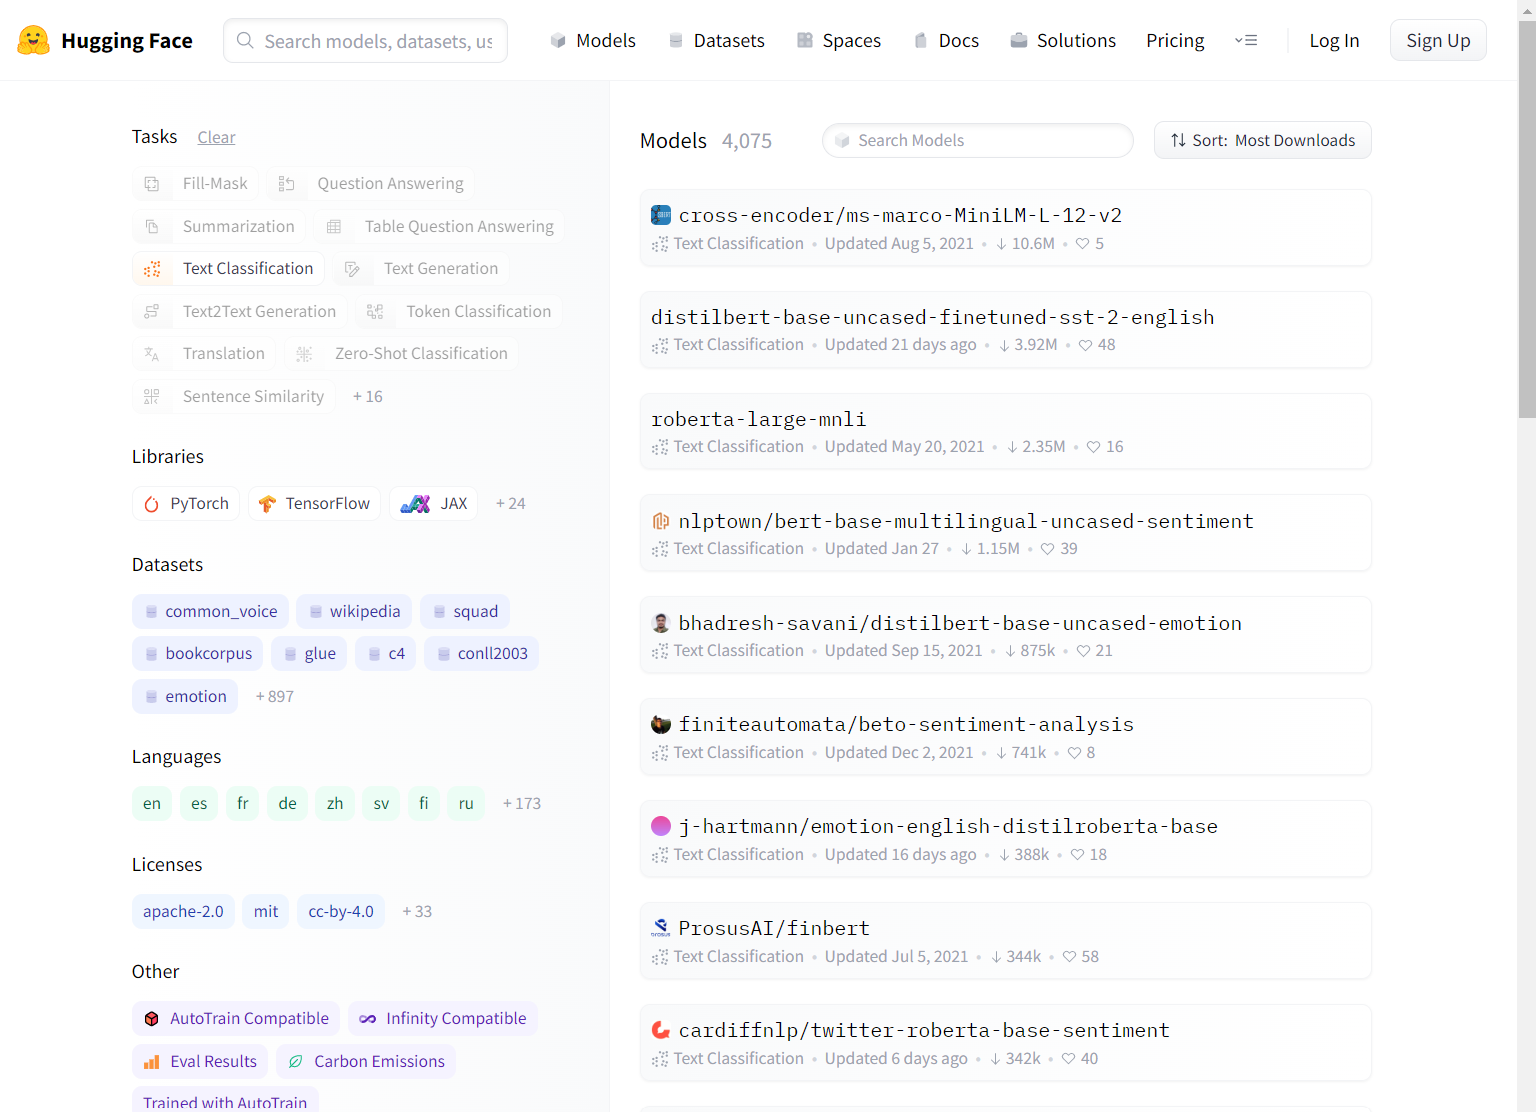 Hugging Face
Search models, datasets, us
Models
Datasets
Spaces
Docs
Solutions
Pricing
Log In
Sign Up
Tasks Clear
Fill-Mask Question Answering
Summarization Table Question Answering
Text Classification Text Generation
Text2Text Generation Token Classification
Translation Zero-Shot Classification
Sentence Similarity + 16
Libraries
PyTorch TensorFlow JAX + 24
Datasets
common_voice wikipedia squad
bookcorpus glue c4 conll2003
emotion + 897
Languages
en es fr de zh sv fi ru + 173
Licenses
apache-2.0 mit cc-by-4.0 + 33
Other
AutoTrain Compatible Infinity Compatible
Eval Results Carbon Emissions
Trained with AutoTrain
Models 4,075
Search Models
Sort: Most Downloads
cross-encoder/ms-marco-MiniLM-L-12-v2
Text Classification • Updated Aug 5, 2021 • ↓ 10.6M • ♡ 5
distilbert-base-uncased-finetuned-sst-2-english
Text Classification • Updated 21 days ago • ↓ 3.92M • ♡ 48
roberta-large-mnli
Text Classification • Updated May 20, 2021 • ↓ 2.35M • ♡ 16
nlptown/bert-base-multilingual-uncased-sentiment
Text Classification • Updated Jan 27 • ↓ 1.15M • ♡ 39
bhadresh-savani/distilbert-base-uncased-emotion
Text Classification • Updated Sep 15, 2021 • ↓ 875k • ♡ 21
finiteautomata/beto-sentiment-analysis
Text Classification • Updated Dec 2, 2021 • ↓ 741k • ♡ 8
j-hartmann/emotion-english-distilroberta-base
Text Classification • Updated 16 days ago • ↓ 388k • ♡ 18
ProsusAI/finbert
Text Classification • Updated Jul 5, 2021 • ↓ 344k • ♡ 58
cardiffnlp/twitter-roberta-base-sentiment
Text Classification • Updated 6 days ago • ↓ 342k • ♡ 40